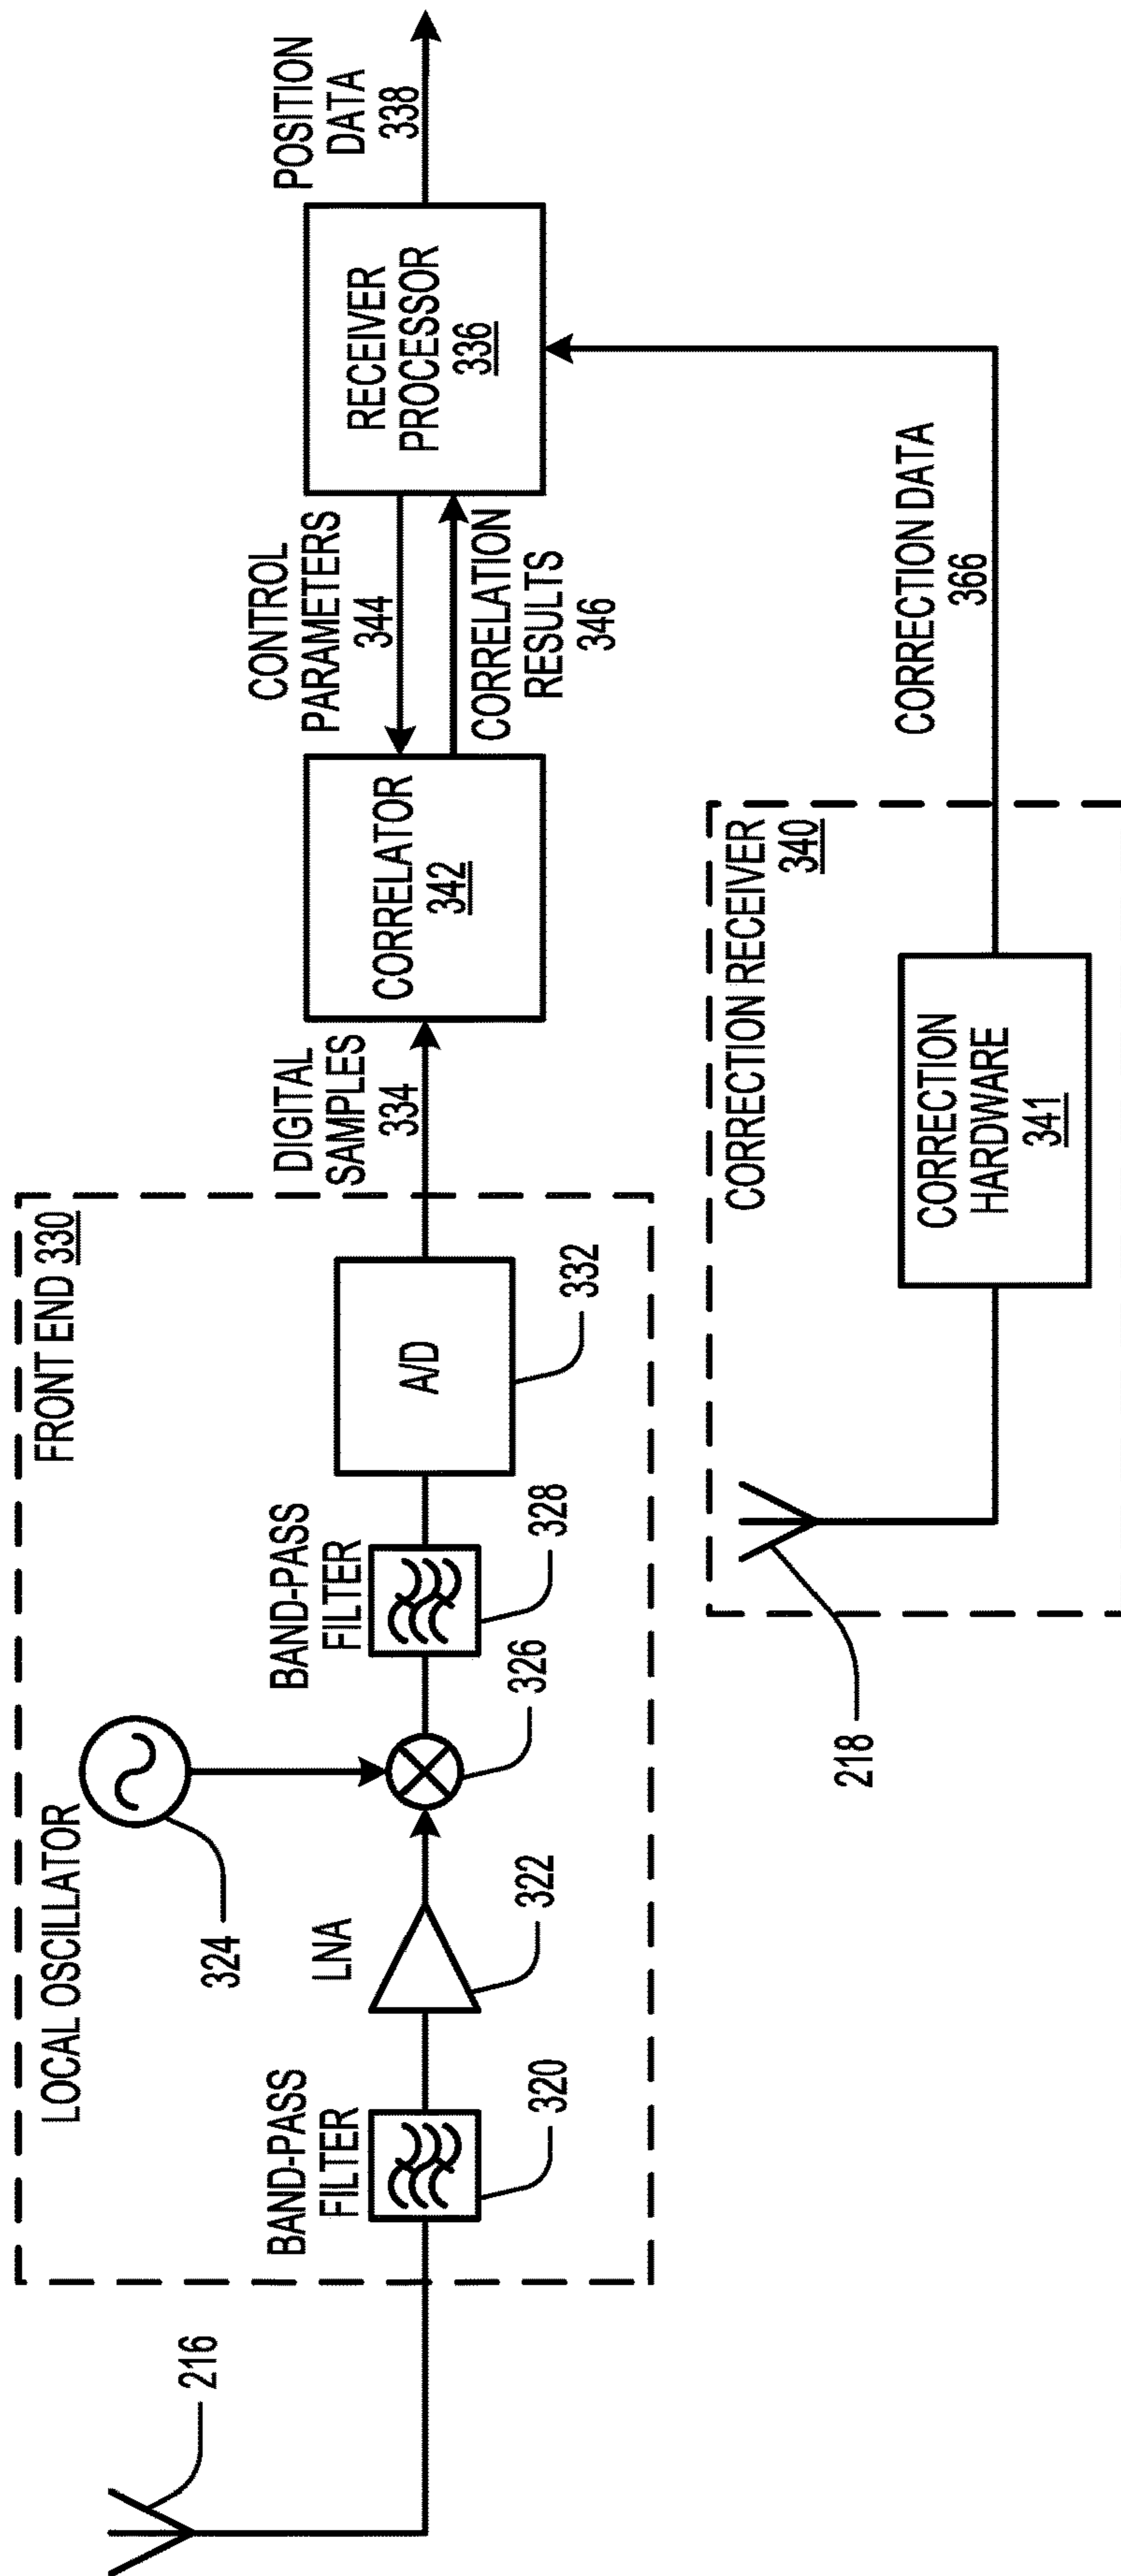 FRONT END 330
LOCAL OSCILLATOR
324
216
BAND-PASS
FILTER
320
LNA
322
326
BAND-PASS
FILTER
328
A/D
332
DIGITAL
SAMPLES
334
CORRELATOR
342
CONTROL
PARAMETERS
344
CORRELATION
RESULTS
346
RECEIVER
PROCESSOR
336
POSITION
DATA
338
CORRECTION RECEIVER
340
218
CORRECTION
HARDWARE
341
CORRECTION DATA
366